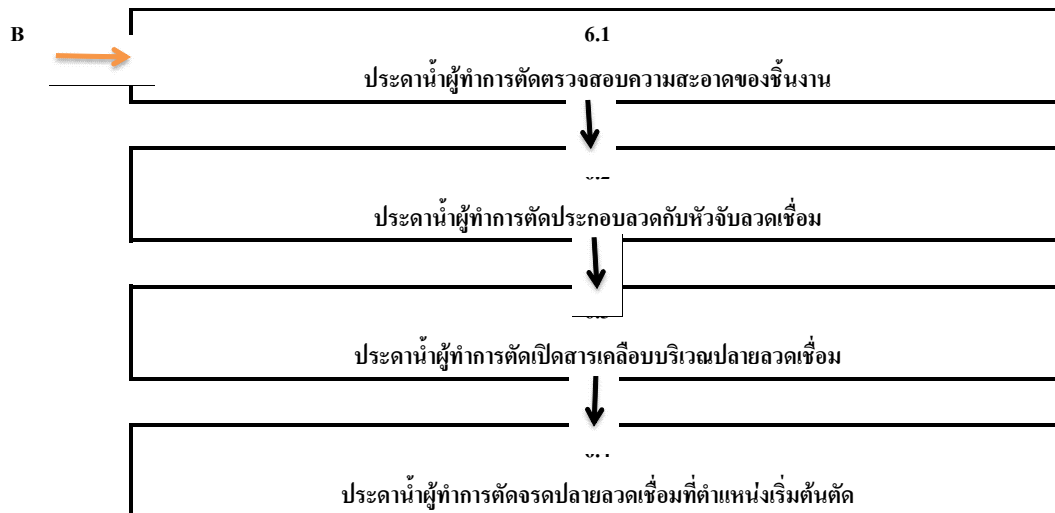 B
6.1
ประดาน้ำผู้ทำการตัดตรวจสอบความสะอาดของชิ้นงาน
ประดาน้ำผู้ทำการตัดประกอบลวดกับหัวจับลวดเชื่อม
ประดาน้ำผู้ทำการตัดเปิดสารเคลือบบริเวณปลายลวดเชื่อม
ประดาน้ำผู้ทำการตัดจรดปลายลวดเชื่อมที่ตำแหน่งเริ่มต้นตัด